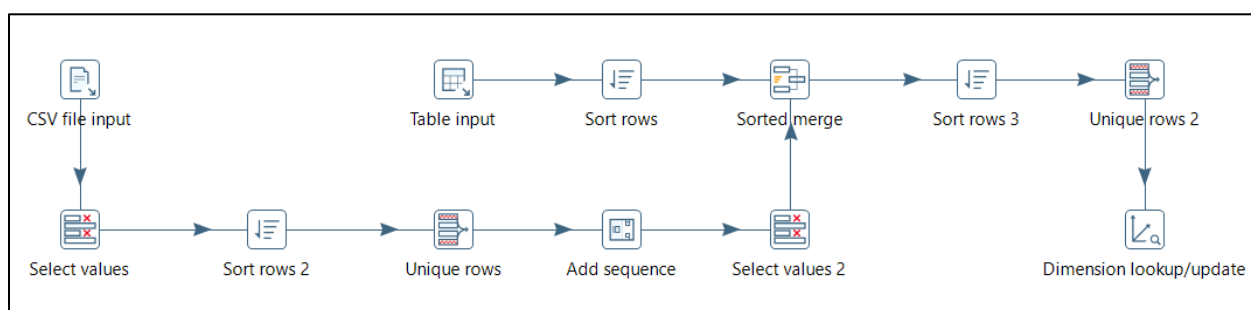 CSV file input
Table input
Sort rows
Sorted merge
Sort rows 3
Unique rows 2
Select values
Sort rows 2
Unique rows
Add sequence
Select values 2
Dimension lookup/update